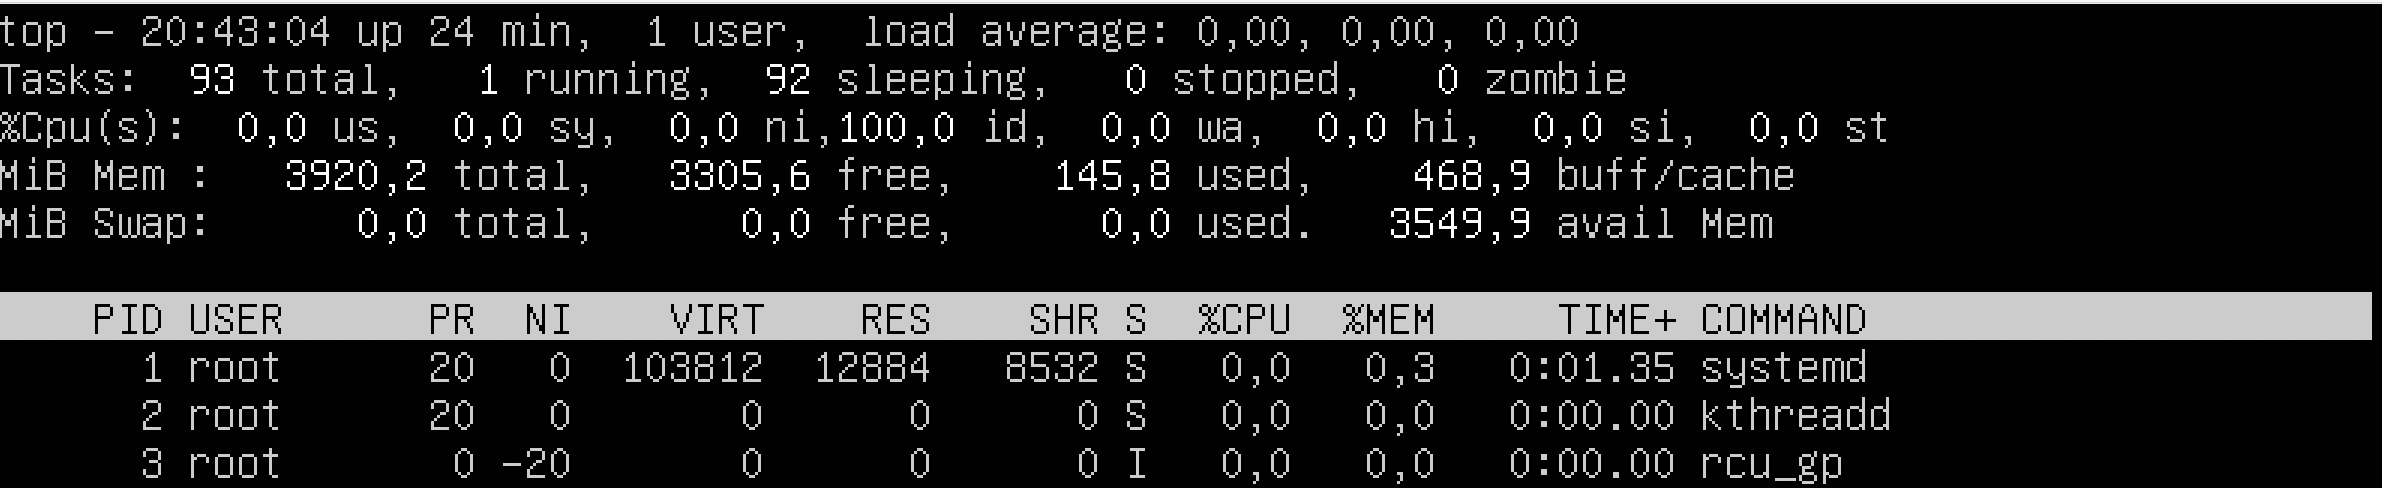 top - 20:43:04 up 24 min,  1 user,  load average: 0,00, 0,00, 0,00
Tasks:  93 total,   1 running,  92 sleeping,   0 stopped,   0 zombie
%Cpu(s):  0,0 us,  0,0 sy,  0,0 ni,100,0 id,  0,0 wa,  0,0 hi,  0,0 si,  0,0 st
MiB Mem :   3920,2 total,   3305,6 free,    145,8 used,    468,9 buff/cache
MiB Swap:      0,0 total,      0,0 free,      0,0 used.   3549,9 avail Mem
    PID USER      PR  NI    VIRT    RES    SHR S  %CPU  %MEM     TIME+ COMMAND
      1 root      20   0  103812  12884   8532 S   0,0   0,3   0:01.35 systemd
      2 root      20   0       0      0      0 S   0,0   0,0   0:00.00 kthreadd
      3 root       0 -20       0      0      0 I   0,0   0,0   0:00.00 rcu_gp